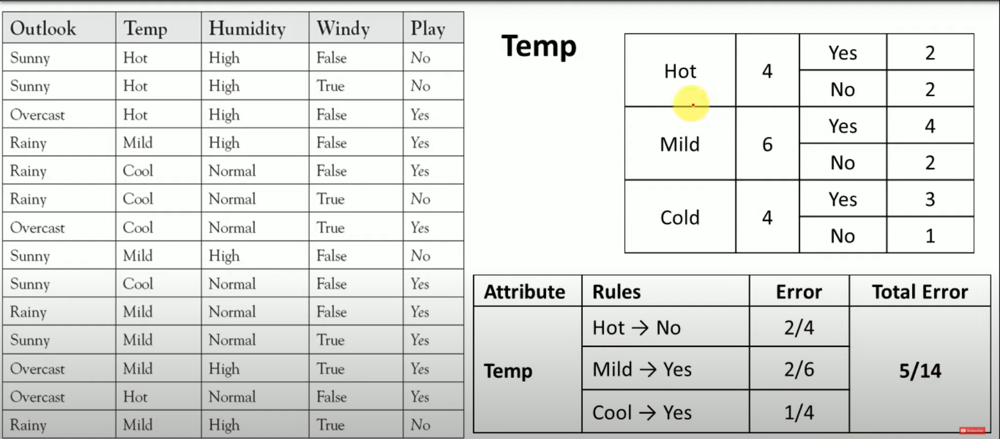 Outlook Temp Humidity Windy Play
Sunny Hot High False No
Sunny Hot High True No
Overcast Hot High False Yes
Rainy Mild High False Yes
Rainy Cool Normal False Yes
Rainy Cool Normal True No
Overcast Cool Normal True Yes
Sunny Mild High False No
Sunny Cool Normal False Yes
Rainy Mild Normal False Yes
Sunny Mild Normal True Yes
Overcast Mild High True Yes
Overcast Hot Normal False Yes
Rainy Mild High True No
Temp
Hot 4 Yes 2
No 2
Mild 6 Yes 4
No 2
Cold 4 Yes 3
No 1
Attribute Rules Error Total Error
Temp Hot → No 2/4 5/14
Mild → Yes 2/6
Cool → Yes 1/4
Subscribe